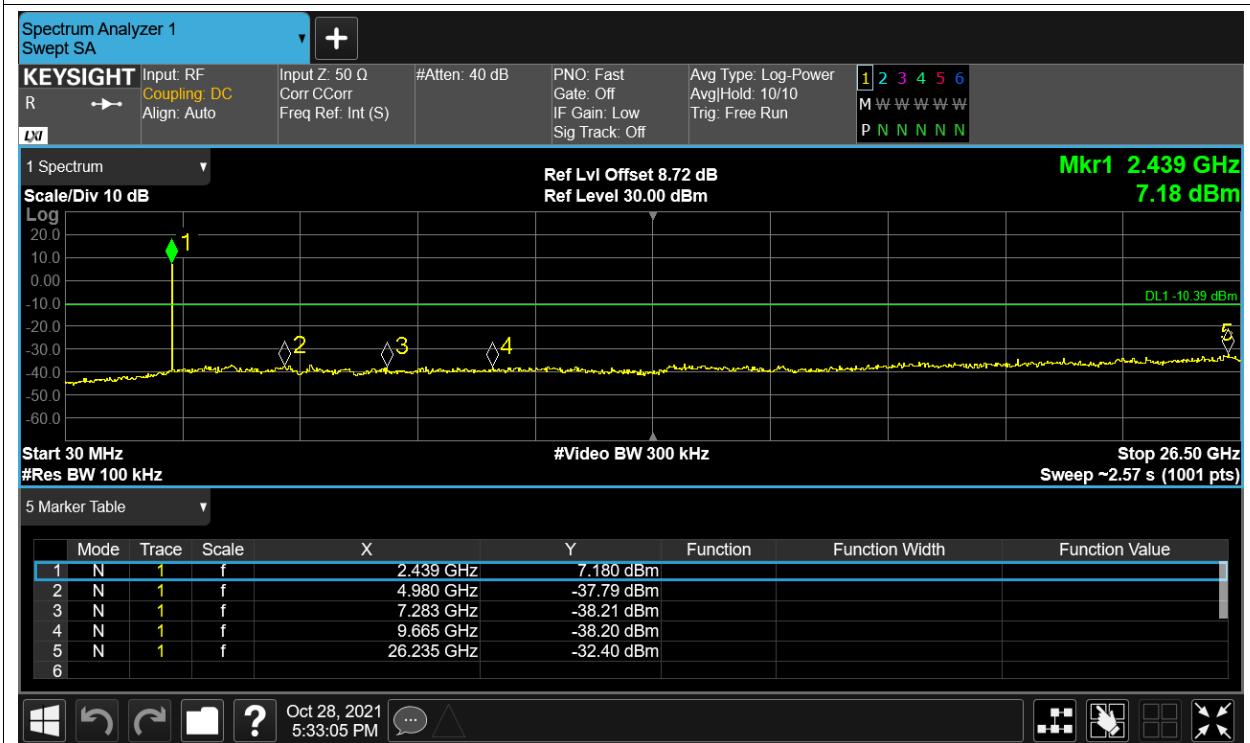 Spectrum Analyzer 1
Swept SA
KEYSIGHT Input: RF Input Z: 50 Ω #Atten: 40 dB PNO: Fast Avg Type: Log-Power 1 2 3 4 5 6
R Coupling: DC Corr CCorr Gate: Off Avg|Hold: 10/10 M W W W W W
Align: Auto Freq Ref: Int (S) IF Gain: Low Trig: Free Run
LXI Sig Track: Off P N N N N N
1 Spectrum Ref Lvl Offset 8.72 dB Mkr1 2.439 GHz
Scale/Div 10 dB Ref Level 30.00 dBm 7.18 dBm
Log
20.0
1
10.0
0.00
DL1 -10.39 dBm
-10.0
-20.0
2 3 4 5
-30.0
-40.0
-50.0
-60.0
Start 30 MHz #Video BW 300 kHz Stop 26.50 GHz
#Res BW 100 kHz Sweep ~2.57 s (1001 pts)
5 Marker Table
Mode Trace Scale X Y Function Function Width Function Value
1 N 1 f 2.439 GHz 7.180 dBm
2 N 1 f 4.980 GHz -37.79 dBm
3 N 1 f 7.283 GHz -38.21 dBm
4 N 1 f 9.665 GHz -38.20 dBm
5 N 1 f 26.235 GHz -32.40 dBm
6
? Oct 28, 2021
5:33:05 PM